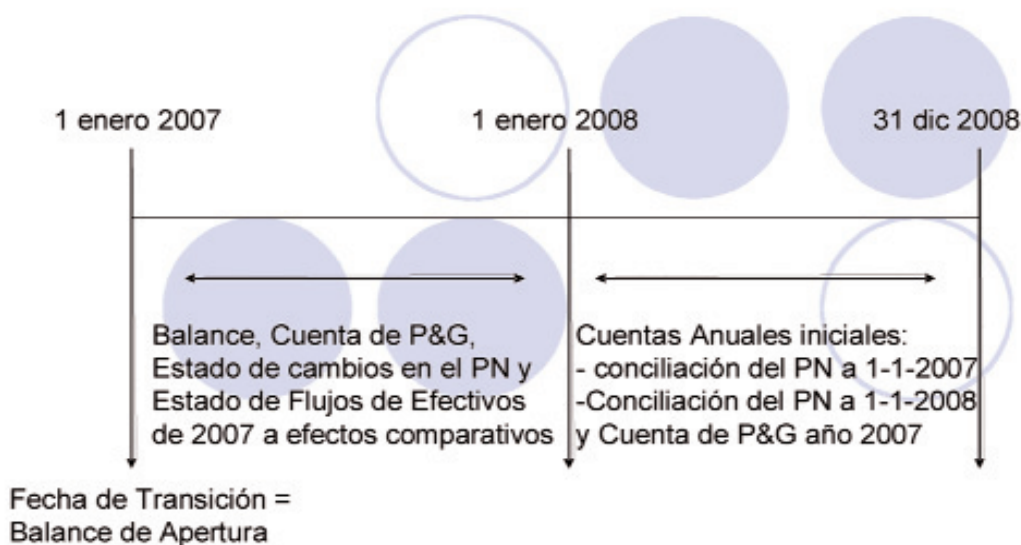 1 enero 2007
1 enero 2008
31 dic 2008
Balance, Cuenta de P&G,
Estado de cambios en el PN y
Estado de Flujos de Efectivos
de 2007 a efectos comparativos
Cuentas Anuales iniciales:
- conciliación del PN a 1-1-2007
-Conciliación del PN a 1-1-2008
y Cuenta de P&G año 2007
Fecha de Transición =
Balance de Apertura